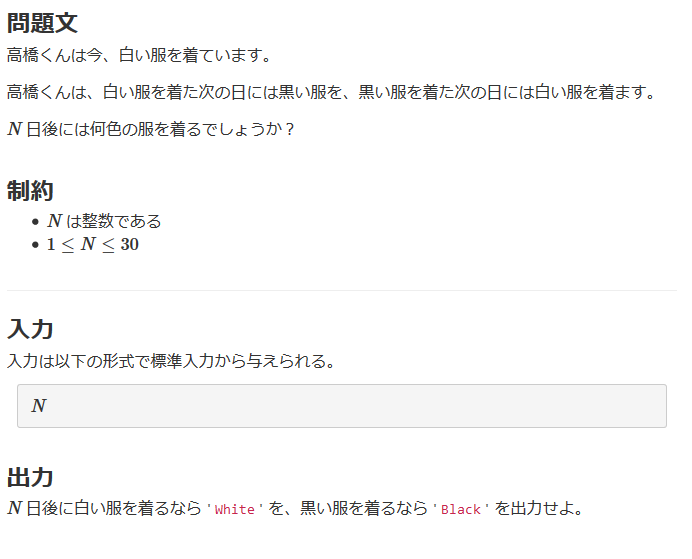 問題文
高橋くんは今、白い服を着ています。
高橋くんは、白い服を着た次の日には黒い服を、黒い服を着た次の日には白い服を着ます。
N 日後には何色の服を着るでしょうか？
制約
• N は整数である
• 1 ≤ N ≤ 30
入力
入力は以下の形式で標準入力から与えられる。
N
出力
N 日後に白い服を着るなら ' White ' を、黒い服を着るなら ' Black ' を出力せよ。